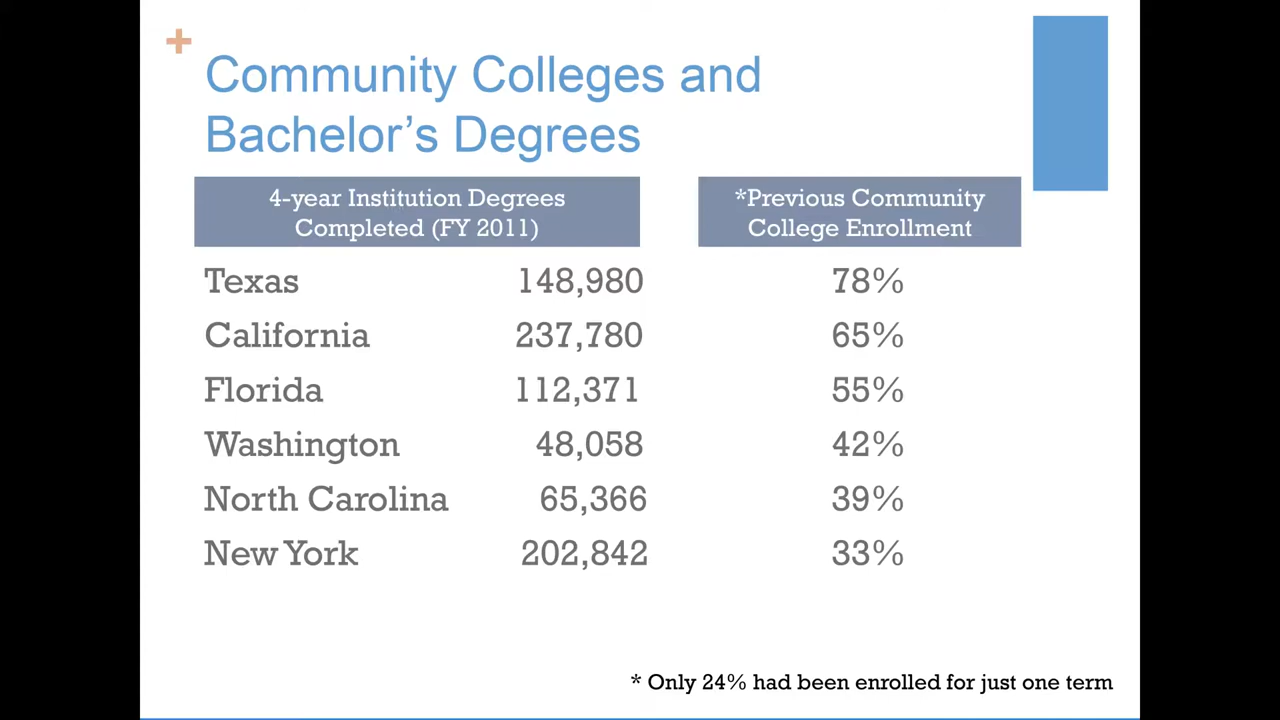 +
Community Colleges and
Bachelor’s Degrees
4-year Institution Degrees
Completed (FY 2011)
*Previous Community
College Enrollment
Texas 148,980 78%
California 237,780 65%
Florida 112,371 55%
Washington 48,058 42%
North Carolina 65,366 39%
New York 202,842 33%
* Only 24% had been enrolled for just one term